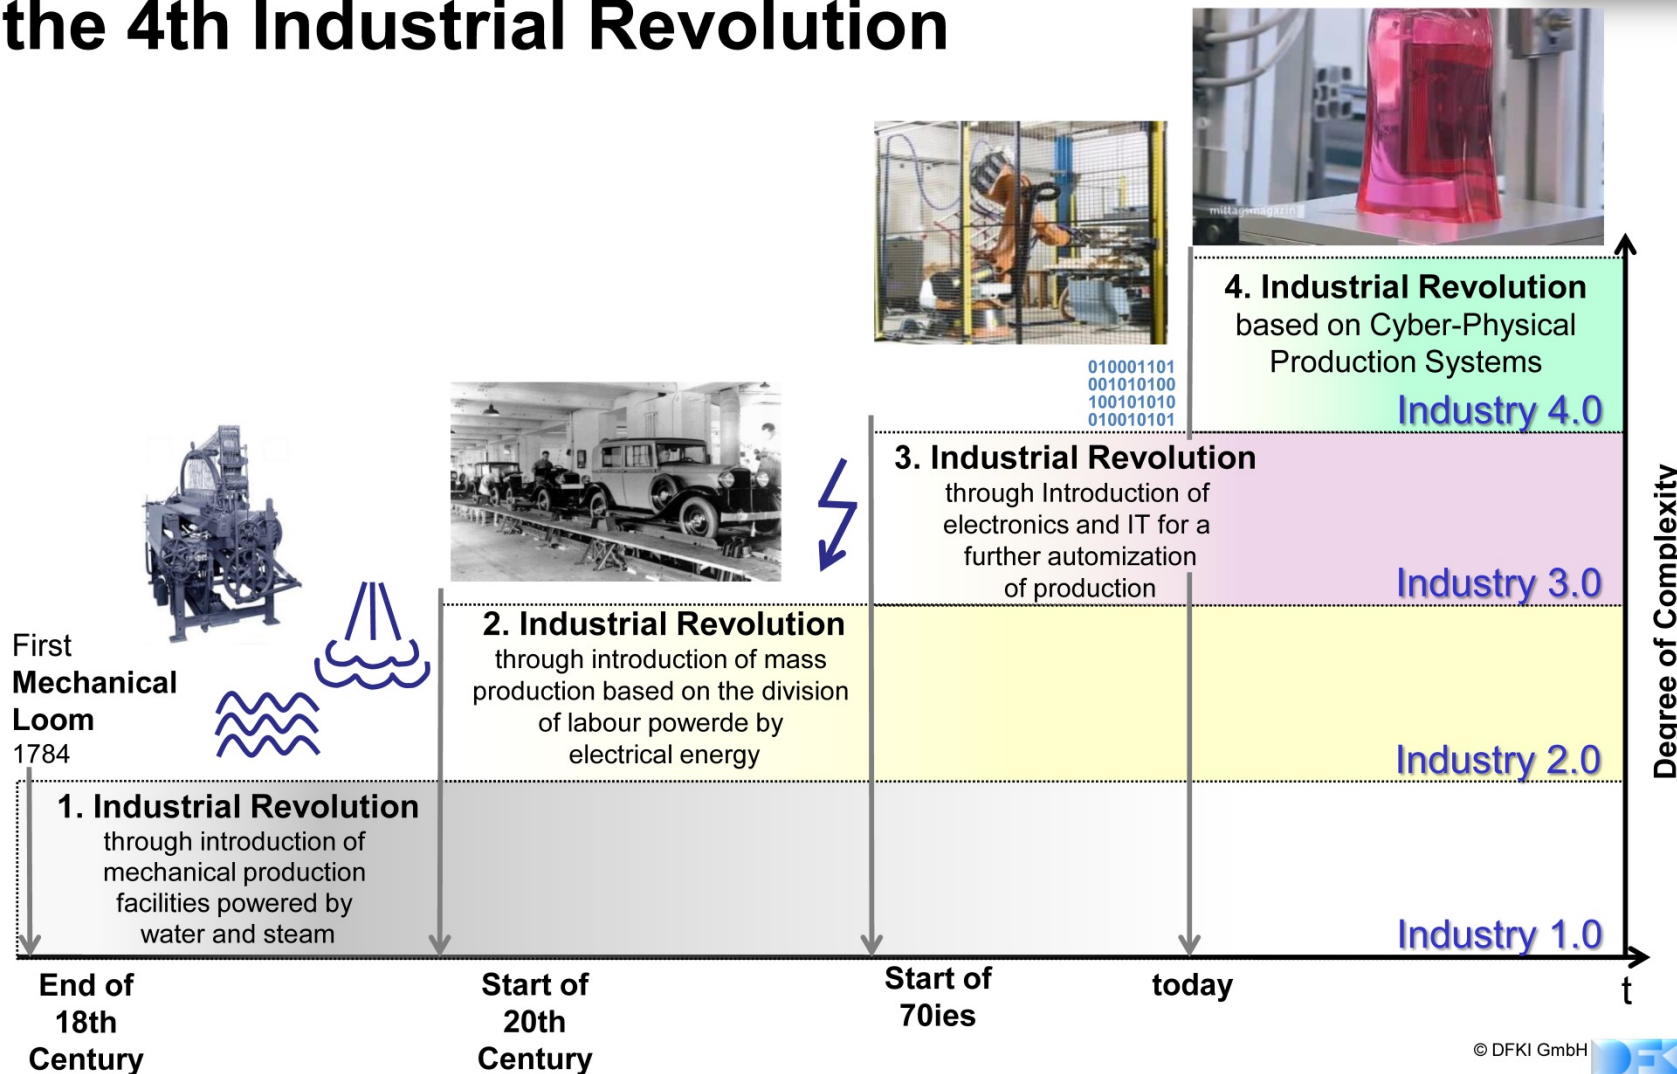 the 4th Industrial Revolution
mittagsmagazin
4. Industrial Revolution
based on Cyber-Physical
Production Systems
Industry 4.0
010001101
001010100
100101010
010010101
3. Industrial Revolution
through Introduction of
electronics and IT for a
further automization
of production
Industry 3.0
2. Industrial Revolution
through introduction of mass
production based on the division
of labour powerde by
electrical energy
Industry 2.0
First
Mechanical
Loom
1784
1. Industrial Revolution
through introduction of
mechanical production
facilities powered by
water and steam
Industry 1.0
Degree of Complexity
End of
18th
Century
Start of
20th
Century
Start of
70ies
today
t
© DFKI GmbH